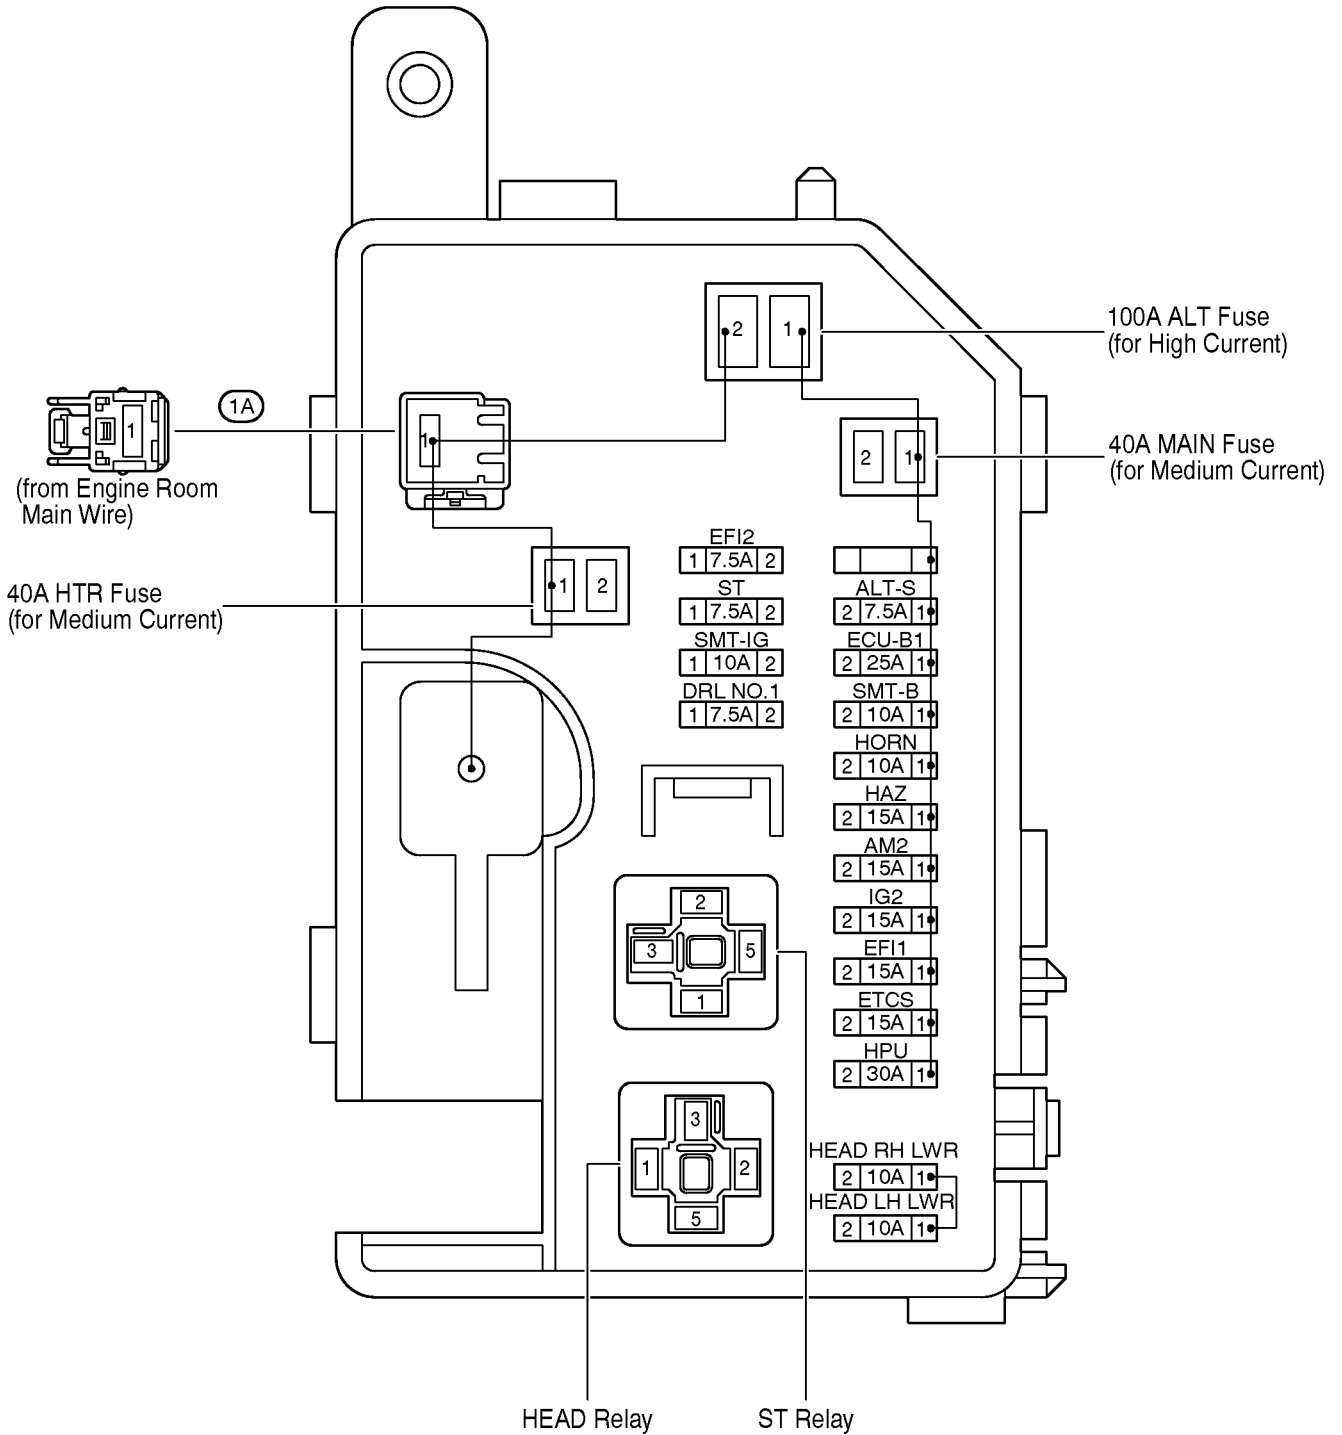 2 1
100A ALT Fuse
(for High Current)
1A
1
1
(from Engine Room
Main Wire)
2 1
40A MAIN Fuse
(for Medium Current)
40A HTR Fuse
(for Medium Current)
1 2
EFI2
1 7.5A 2
ST
1 7.5A 2
SMT-IG
1 10A 2
DRL NO.1
1 7.5A 2
ALT-S
2 7.5A 1
ECU-B1
2 25A 1
SMT-B
2 10A 1
HORN
2 10A 1
HAZ
2 15A 1
AM2
2 15A 1
IG2
2 15A 1
EFI1
2 15A 1
ETCS
2 15A 1
HPU
2 30A 1
HEAD RH LWR
2 10A 1
HEAD LH LWR
2 10A 1
2
3 5
1
3
1 2
5
HEAD Relay
ST Relay